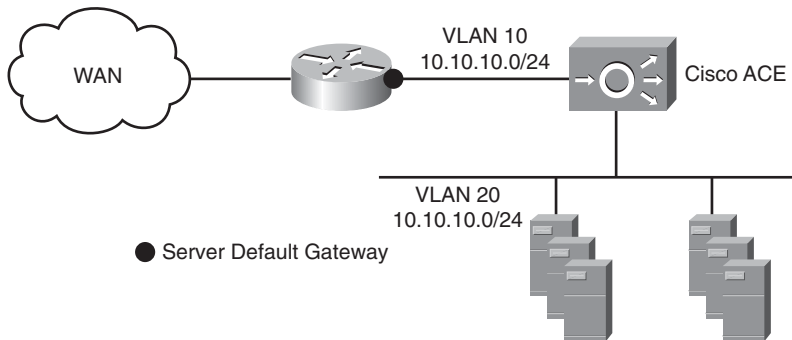 WAN
VLAN 10
10.10.10.0/24
Cisco ACE
VLAN 20
10.10.10.0/24
Server Default Gateway